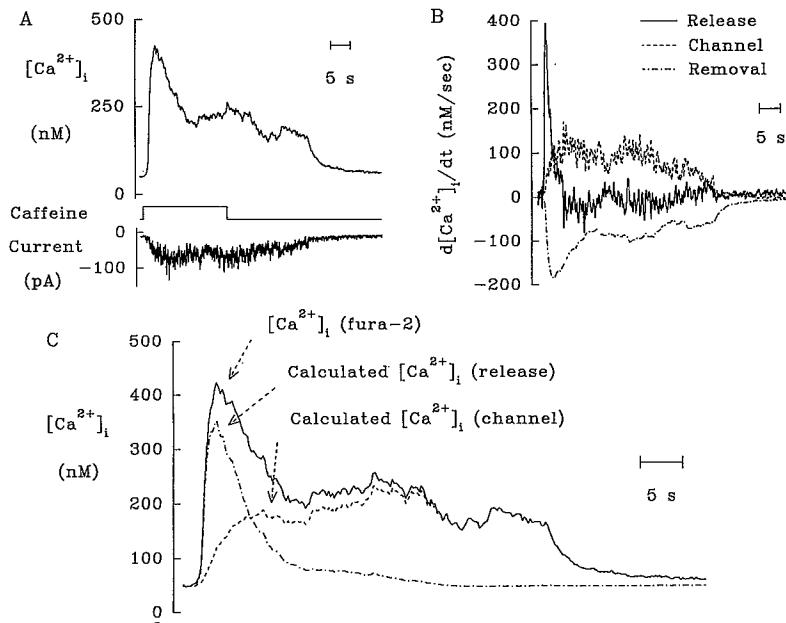 A
500
[Ca²⁺]ᵢ
250
(nM)
0
5 s
Caffeine
Current
(pA)
0
−100
B
400
300
200
100
0
−100
−200
d[Ca²⁺]ᵢ/dt (nM/sec)
Release
Channel
Removal
5 s
C
500
400
300
200
100
0
[Ca²⁺]ᵢ
(nM)
[Ca²⁺]ᵢ (fura−2)
Calculated [Ca²⁺]ᵢ (release)
Calculated [Ca²⁺]ᵢ (channel)
5 s